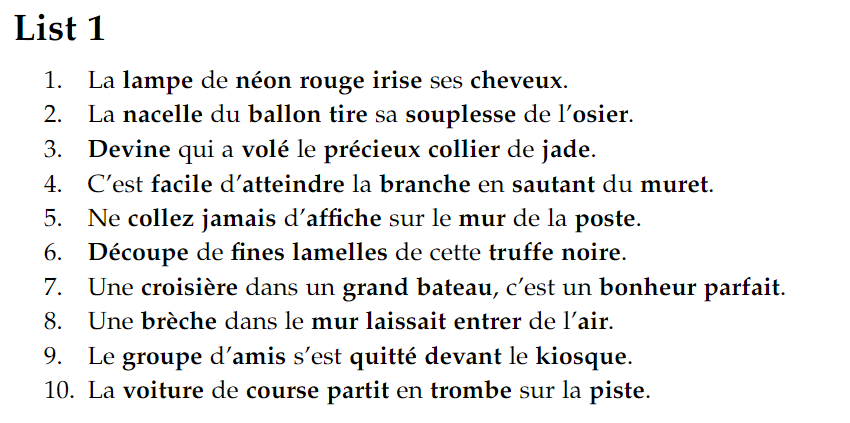 List 1
1. La lampe de néon rouge irise ses cheveux.
2. La nacelle du ballon tire sa souplesse de l’osier.
3. Devine qui a volé le précieux collier de jade.
4. C’est facile d’atteindre la branche en sautant du muret.
5. Ne collez jamais d’affiche sur le mur de la poste.
6. Découpe de fines lamelles de cette truffe noire.
7. Une croisière dans un grand bateau, c’est un bonheur parfait.
8. Une brèche dans le mur laissait entrer de l’air.
9. Le groupe d’amis s’est quitté devant le kiosque.
10. La voiture de course partit en trombe sur la piste.